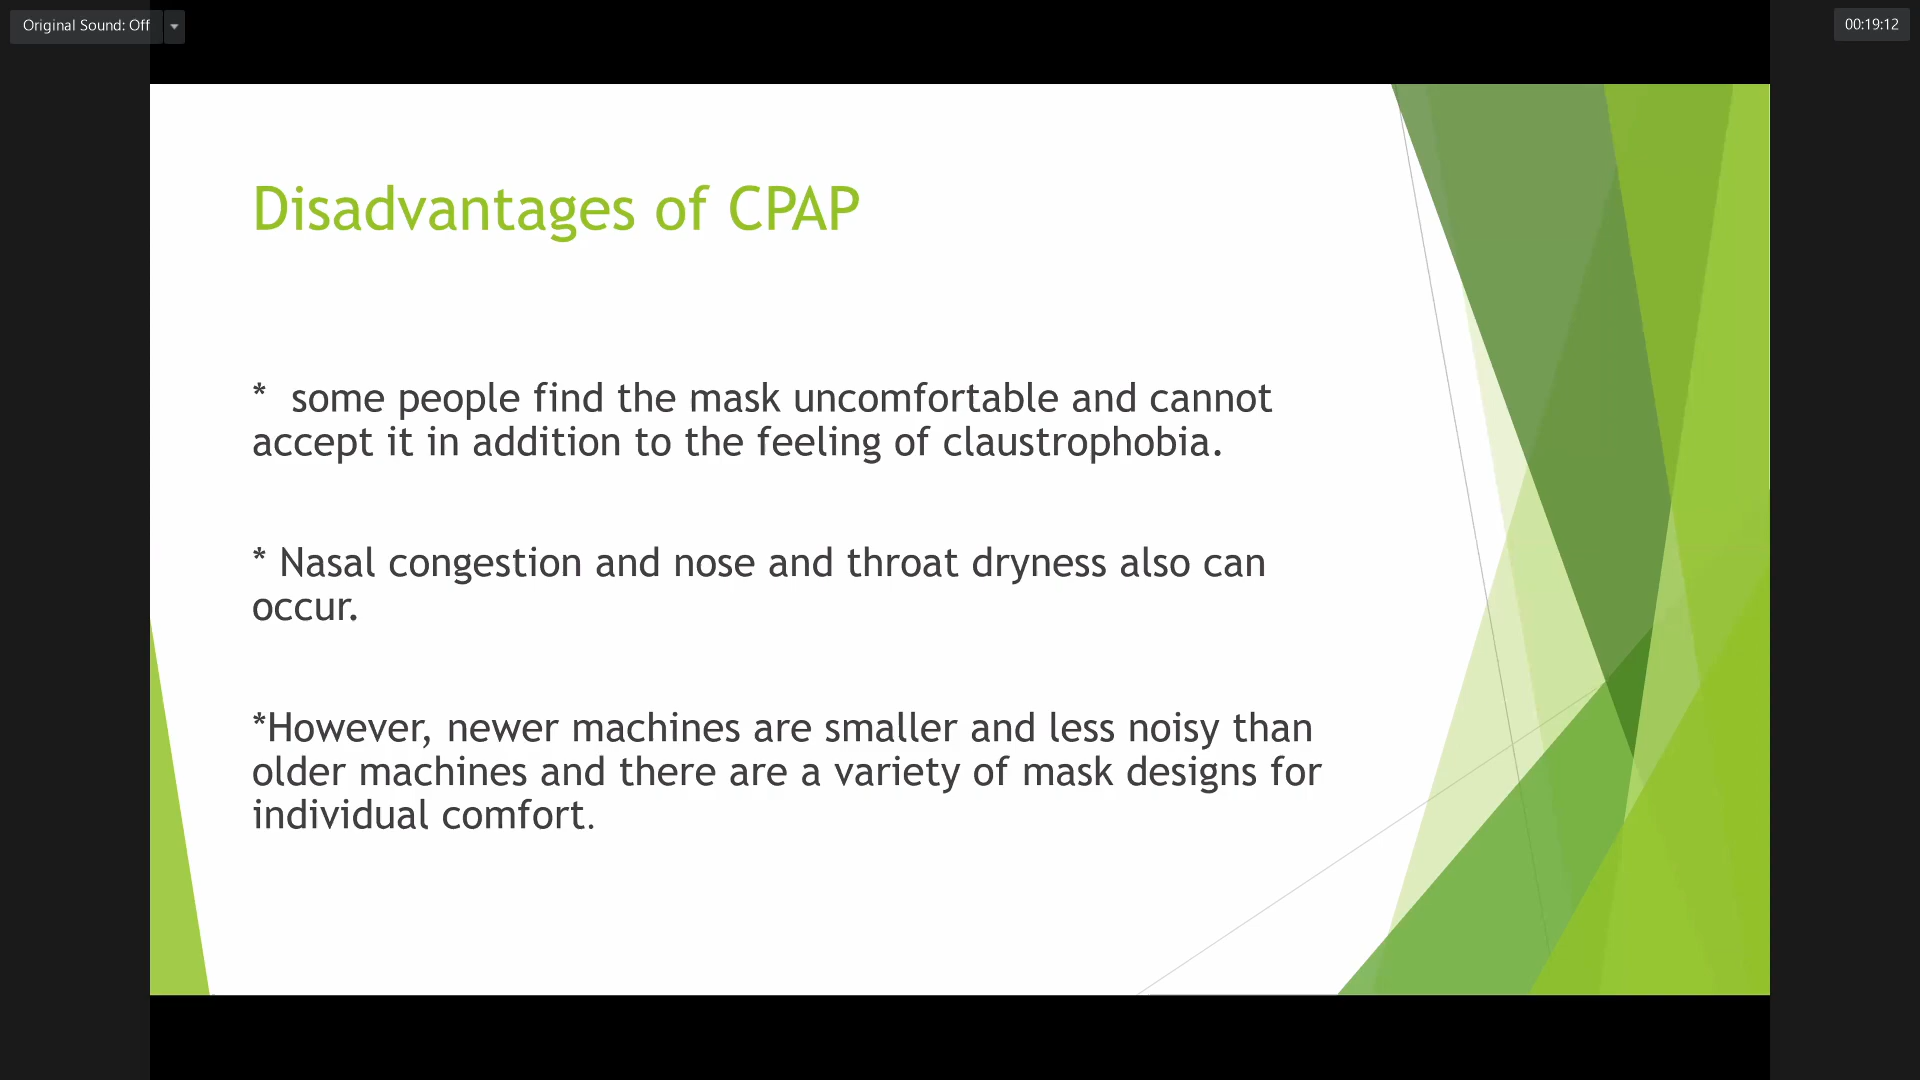 Original Sound: Off
00:19:12
Disadvantages of CPAP
* some people find the mask uncomfortable and cannot
accept it in addition to the feeling of claustrophobia.
* Nasal congestion and nose and throat dryness also can
occur.
*However, newer machines are smaller and less noisy than
older machines and there are a variety of mask designs for
individual comfort.